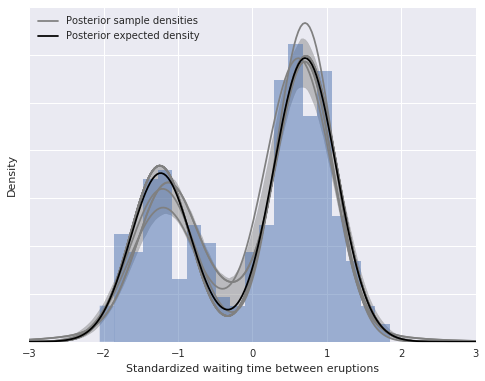 Posterior sample densities
Posterior expected density
Density
−3
−2
−1
0
1
2
3
Standardized waiting time between eruptions